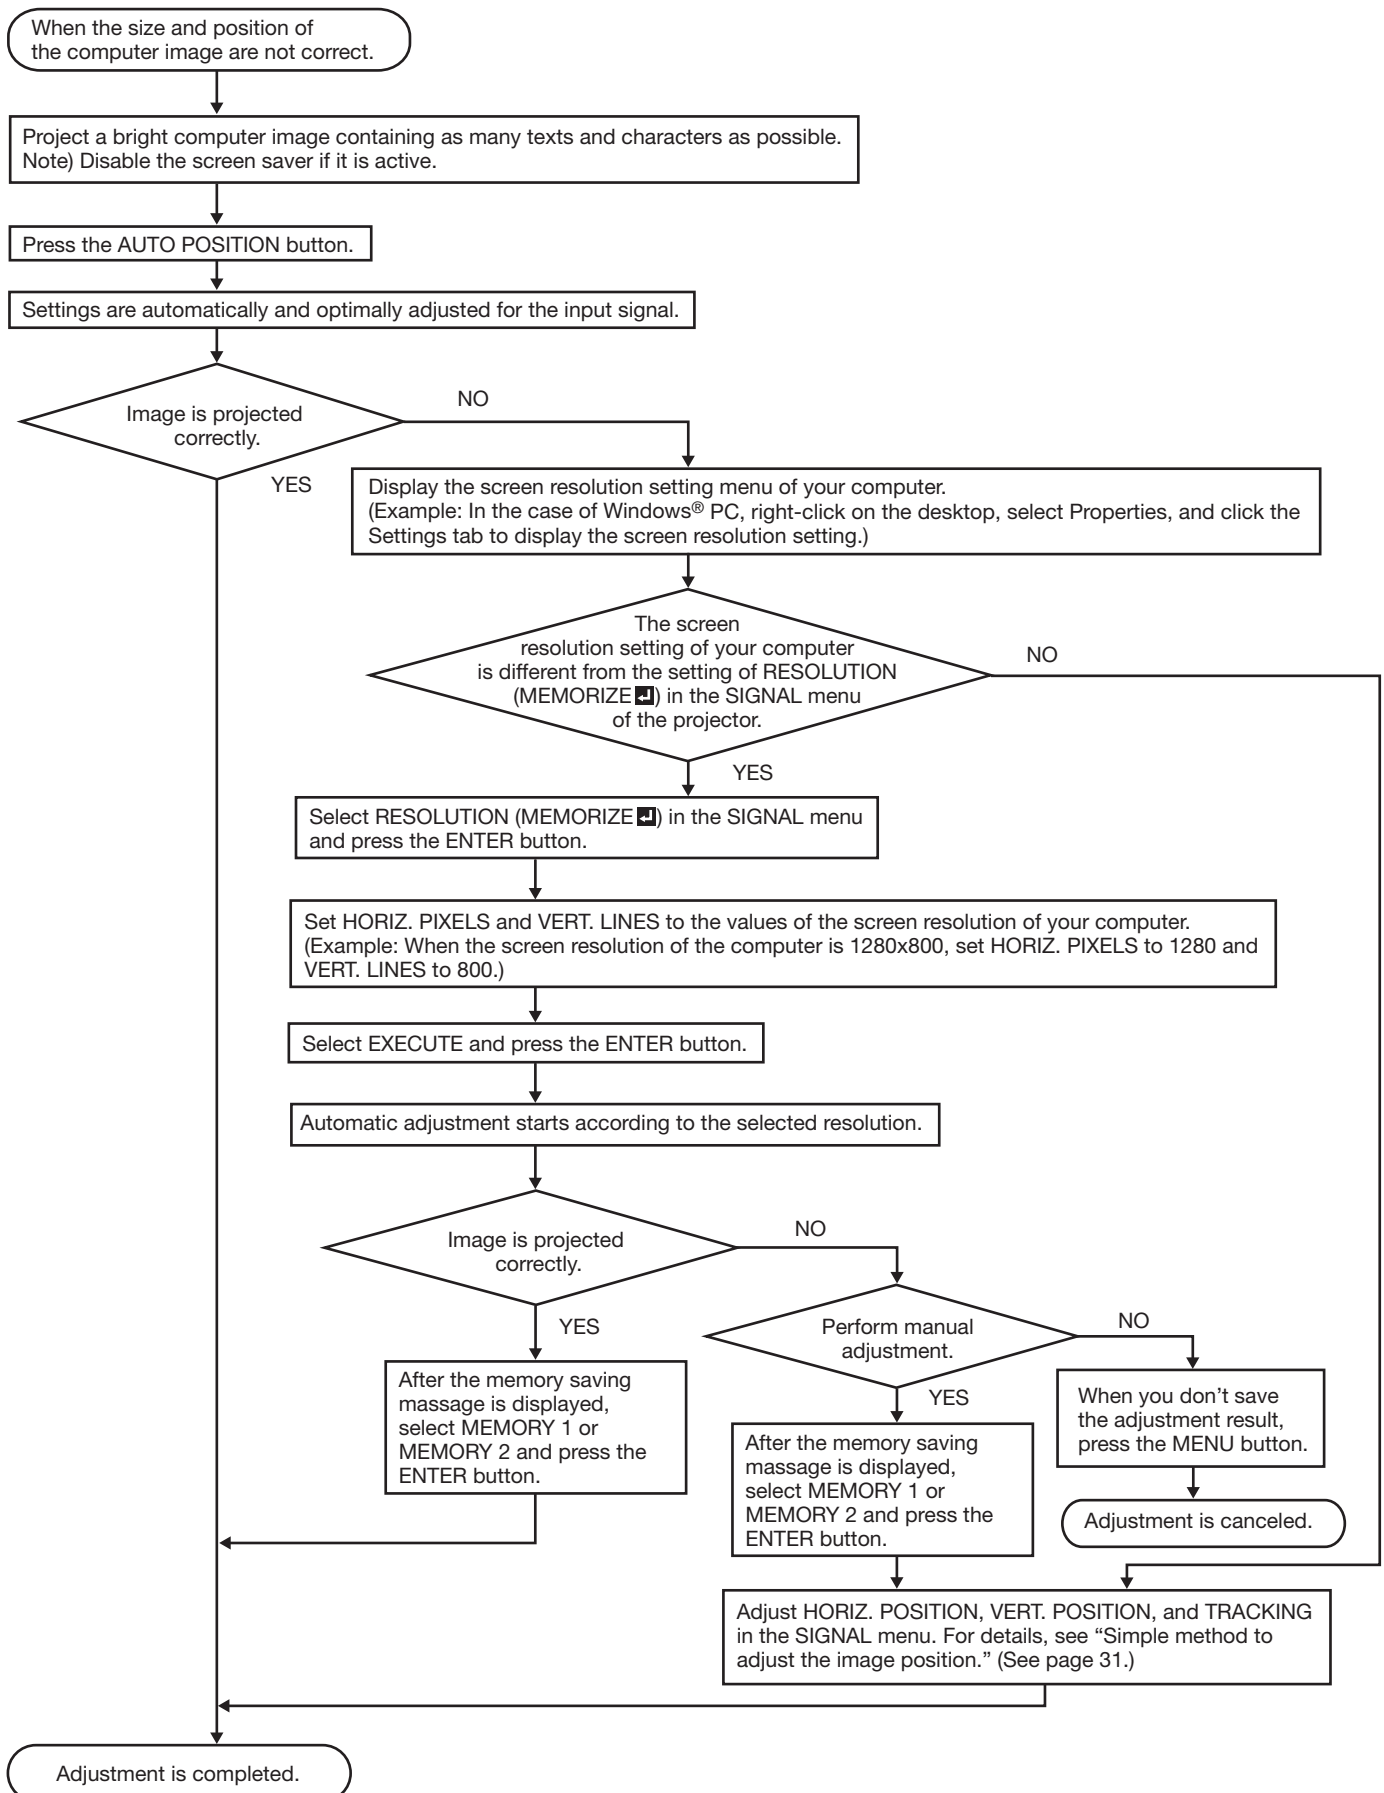 When the size and position of
the computer image are not correct.
Project a bright computer image containing as many texts and characters as possible.
Note) Disable the screen saver if it is active.
Press the AUTO POSITION button.
Settings are automatically and optimally adjusted for the input signal.
Image is projected
correctly.
NO
YES
Display the screen resolution setting menu of your computer.
(Example: In the case of Windows® PC, right-click on the desktop, select Properties, and click the
Settings tab to display the screen resolution setting.)
The screen
resolution setting of your computer
is different from the setting of RESOLUTION
(MEMORIZE ↵) in the SIGNAL menu
of the projector.
NO
YES
Select RESOLUTION (MEMORIZE ↵) in the SIGNAL menu
and press the ENTER button.
Set HORIZ. PIXELS and VERT. LINES to the values of the screen resolution of your computer.
(Example: When the screen resolution of the computer is 1280x800, set HORIZ. PIXELS to 1280 and
VERT. LINES to 800.)
Select EXECUTE and press the ENTER button.
Automatic adjustment starts according to the selected resolution.
Image is projected
correctly.
NO
YES
After the memory saving
massage is displayed,
select MEMORY 1 or
MEMORY 2 and press the
ENTER button.
Perform manual
adjustment.
NO
YES
When you don't save
the adjustment result,
press the MENU button.
Adjustment is canceled.
After the memory saving
massage is displayed,
select MEMORY 1 or
MEMORY 2 and press the
ENTER button.
Adjust HORIZ. POSITION, VERT. POSITION, and TRACKING
in the SIGNAL menu. For details, see “Simple method to
adjust the image position.” (See page 31.)
Adjustment is completed.